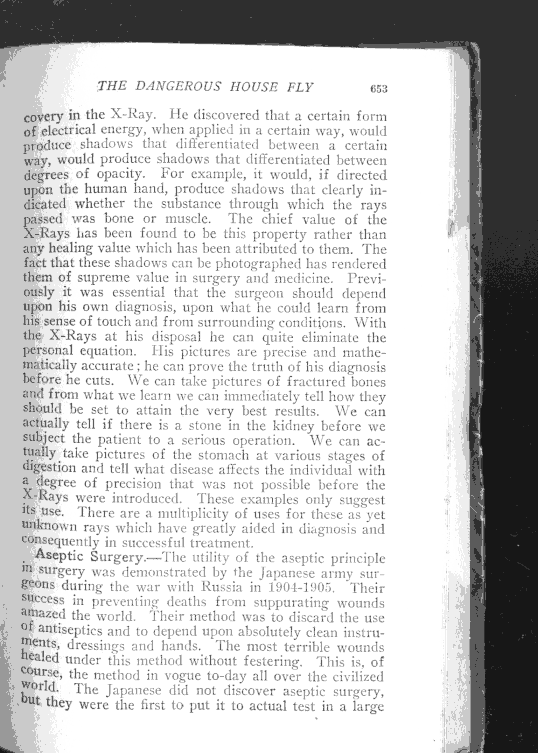 THE DANGEROUS HOUSE FLY 653
covery in the X-Ray. He discovered that a certain form
of electrical energy, when applied in a certain way, would
produce shadows that differentiated between a certain
way, would produce shadows that differentiated between
degrees of opacity. For example, it would, if directed
upon the human hand, produce shadows that clearly in-
dicated whether the substance through which the rays
passed was bone or muscle. The chief value of the
X-Rays has been found to be this property rather than
any healing value which has been attributed to them. The
fact that these shadows can be photographed has rendered
them of supreme value in surgery and medicine. Previ-
ously it was essential that the surgeon should depend
upon his own diagnosis, upon what he could learn from
his sense of touch and from surrounding conditions. With
the X-Rays at his disposal he can quite eliminate the
personal equation. His pictures are precise and mathe-
matically accurate; he can prove the truth of his diagnosis
before he cuts. We can take pictures of fractured bones
and from what we learn we can immediately tell how they
should be set to attain the very best results. We can
actually tell if there is a stone in the kidney before we
subject the patient to a serious operation. We can ac-
tually take pictures of the stomach at various stages of
digestion and tell what disease affects the individual with
a degree of precision that was not possible before the
X-Rays were introduced. These examples only suggest
its use. There are a multiplicity of uses for these as yet
unknown rays which have greatly aided in diagnosis and
consequently in successful treatment.
Aseptic Surgery.—The utility of the aseptic principle
in surgery was demonstrated by the Japanese army sur-
geons during the war with Russia in 1904-1905. Their
success in preventing deaths from suppurating wounds
amazed the world. Their method was to discard the use
of antiseptics and to depend upon absolutely clean instru-
ments, dressings and hands. The most terrible wounds
healed under this method without festering. This is, of
course, the method in vogue to-day all over the civilized
world. The Japanese did not discover aseptic surgery,
but they were the first to put it to actual test in a large